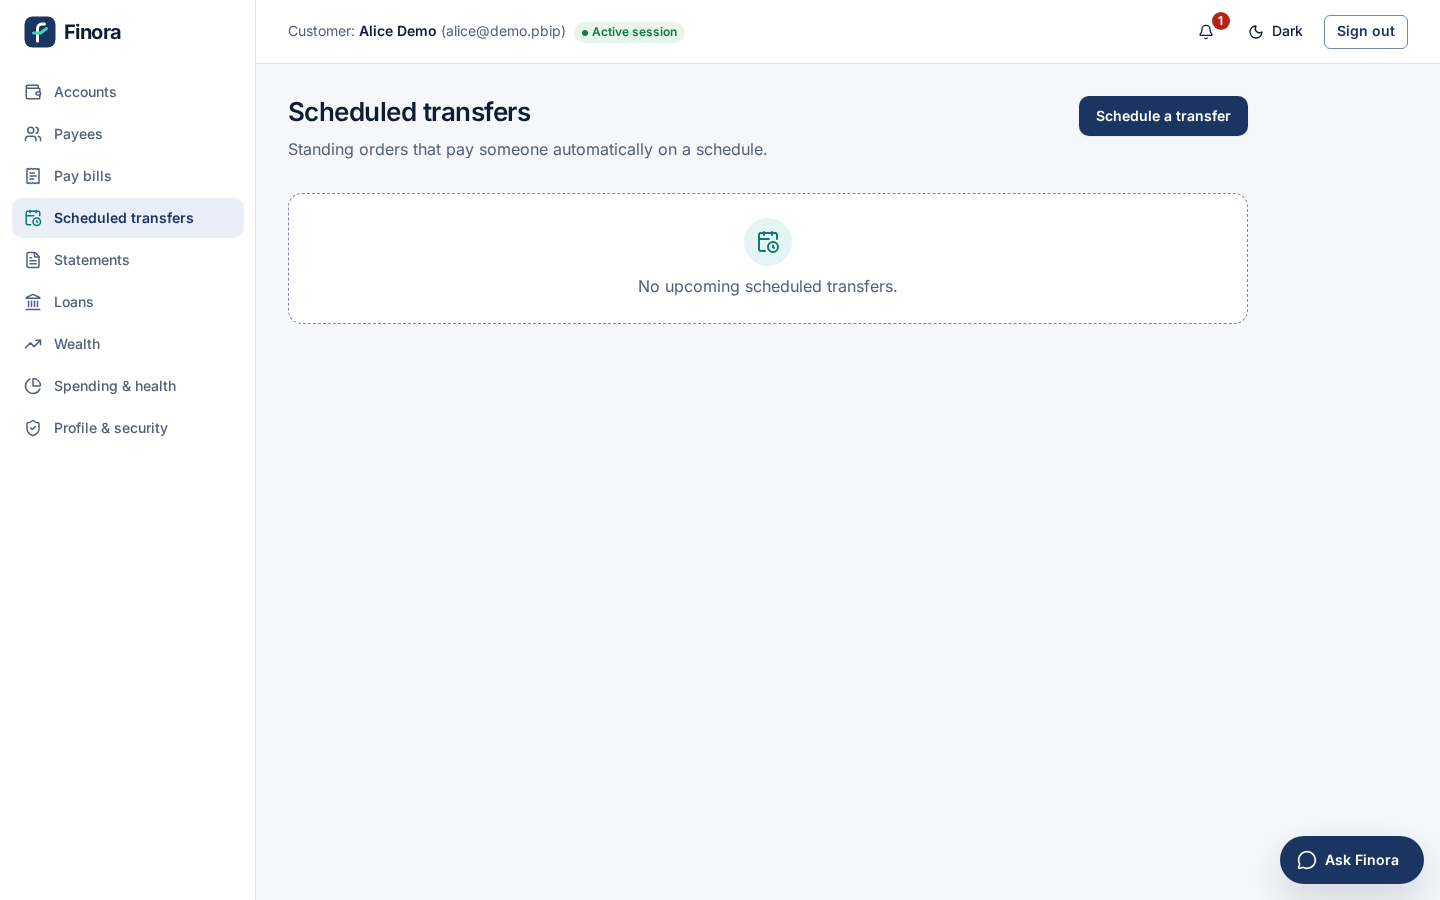 Finora
Customer: Alice Demo (alice@demo.pbip) Active session
1
Dark
Sign out
Accounts
Payees
Pay bills
Scheduled transfers
Statements
Loans
Wealth
Spending & health
Profile & security
Scheduled transfers
Schedule a transfer
Standing orders that pay someone automatically on a schedule.
No upcoming scheduled transfers.
Ask Finora